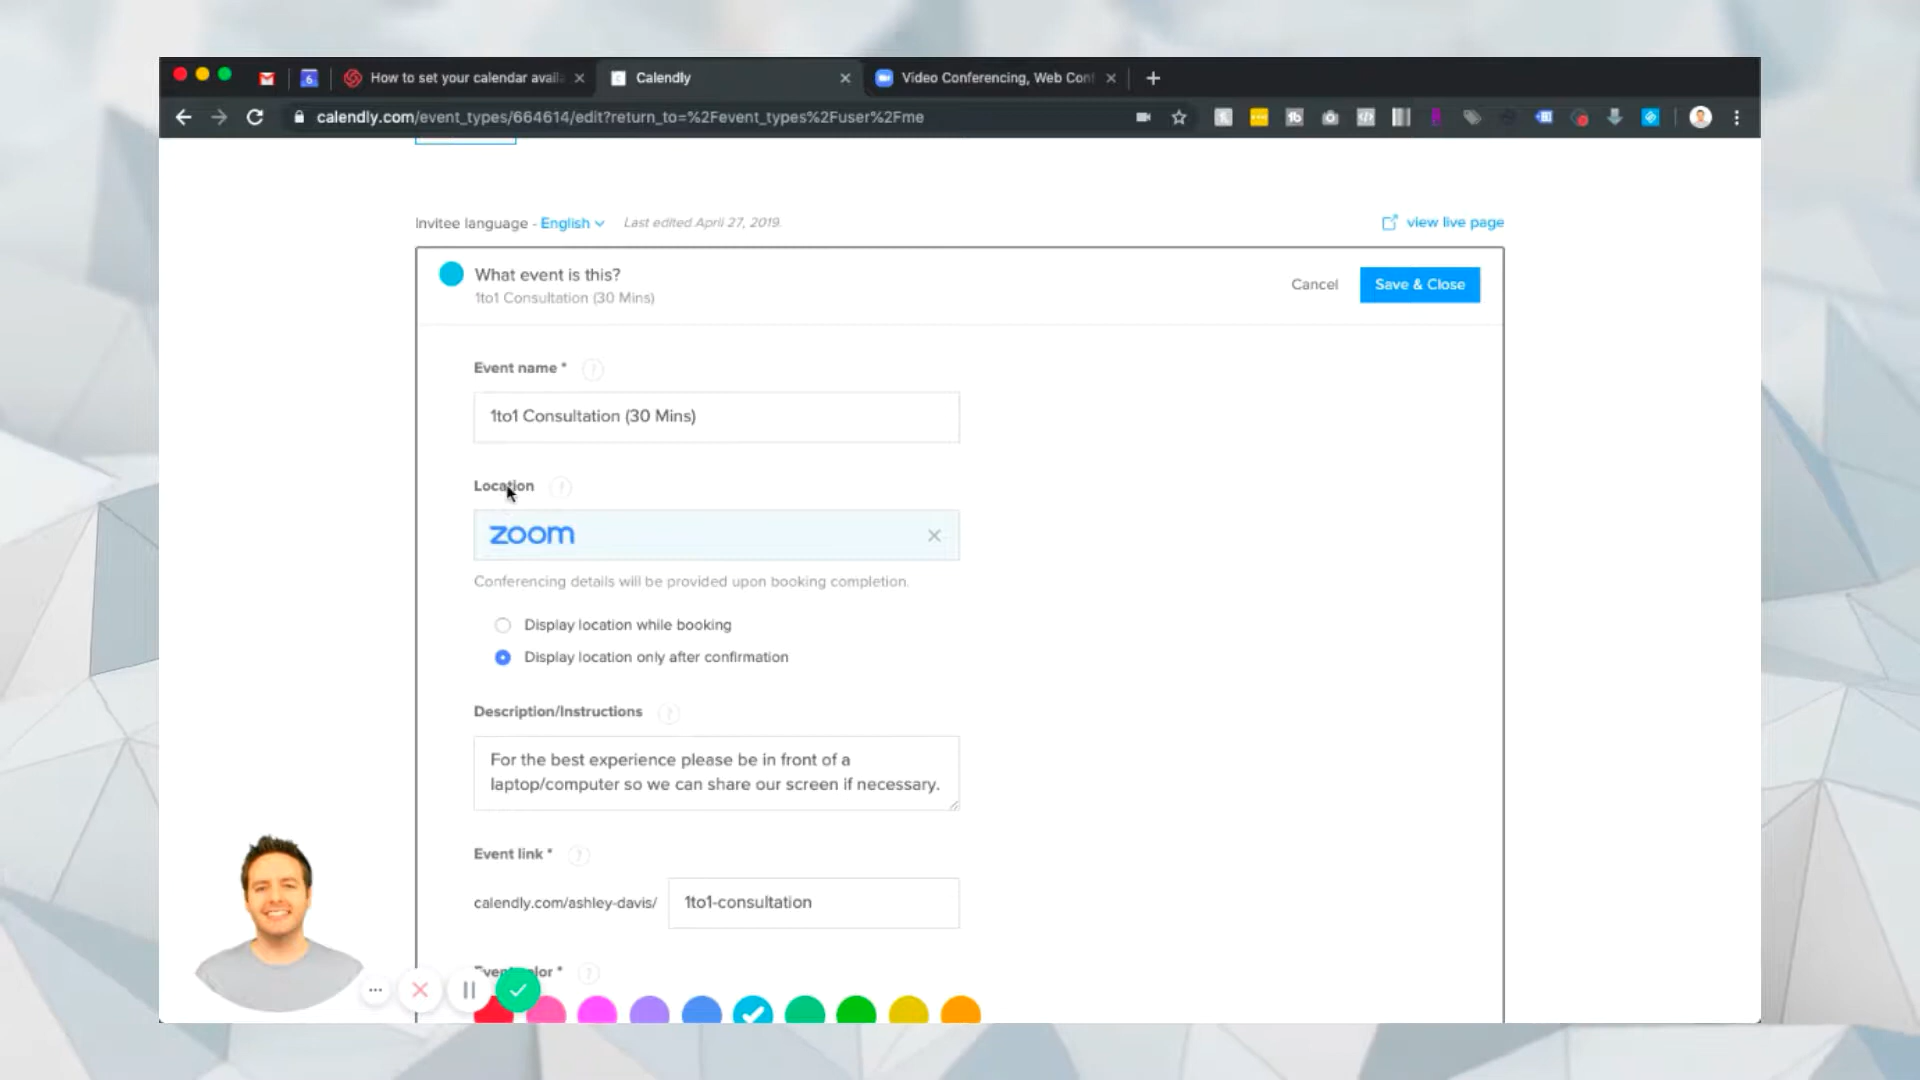 How to set your calendar avail
Calendly
Video Conferencing, Web Conf
calendly.com/event_types/664614/edit?return_to=%2Fevent_types%2Fuser%2Fme
Invitee language - English
Last edited April 27, 2019.
view live page
What event is this?
1to1 Consultation (30 Mins)
Cancel
Save & Close
Event name * ?
1to1 Consultation (30 Mins)
Location ?
zoom
Conferencing details will be provided upon booking completion.
Display location while booking
Display location only after confirmation
Description/Instructions ?
For the best experience please be in front of a
laptop/computer so we can share our screen if necessary.
Event link * ?
calendly.com/ashley-davis/
1to1-consultation
Event color * ?